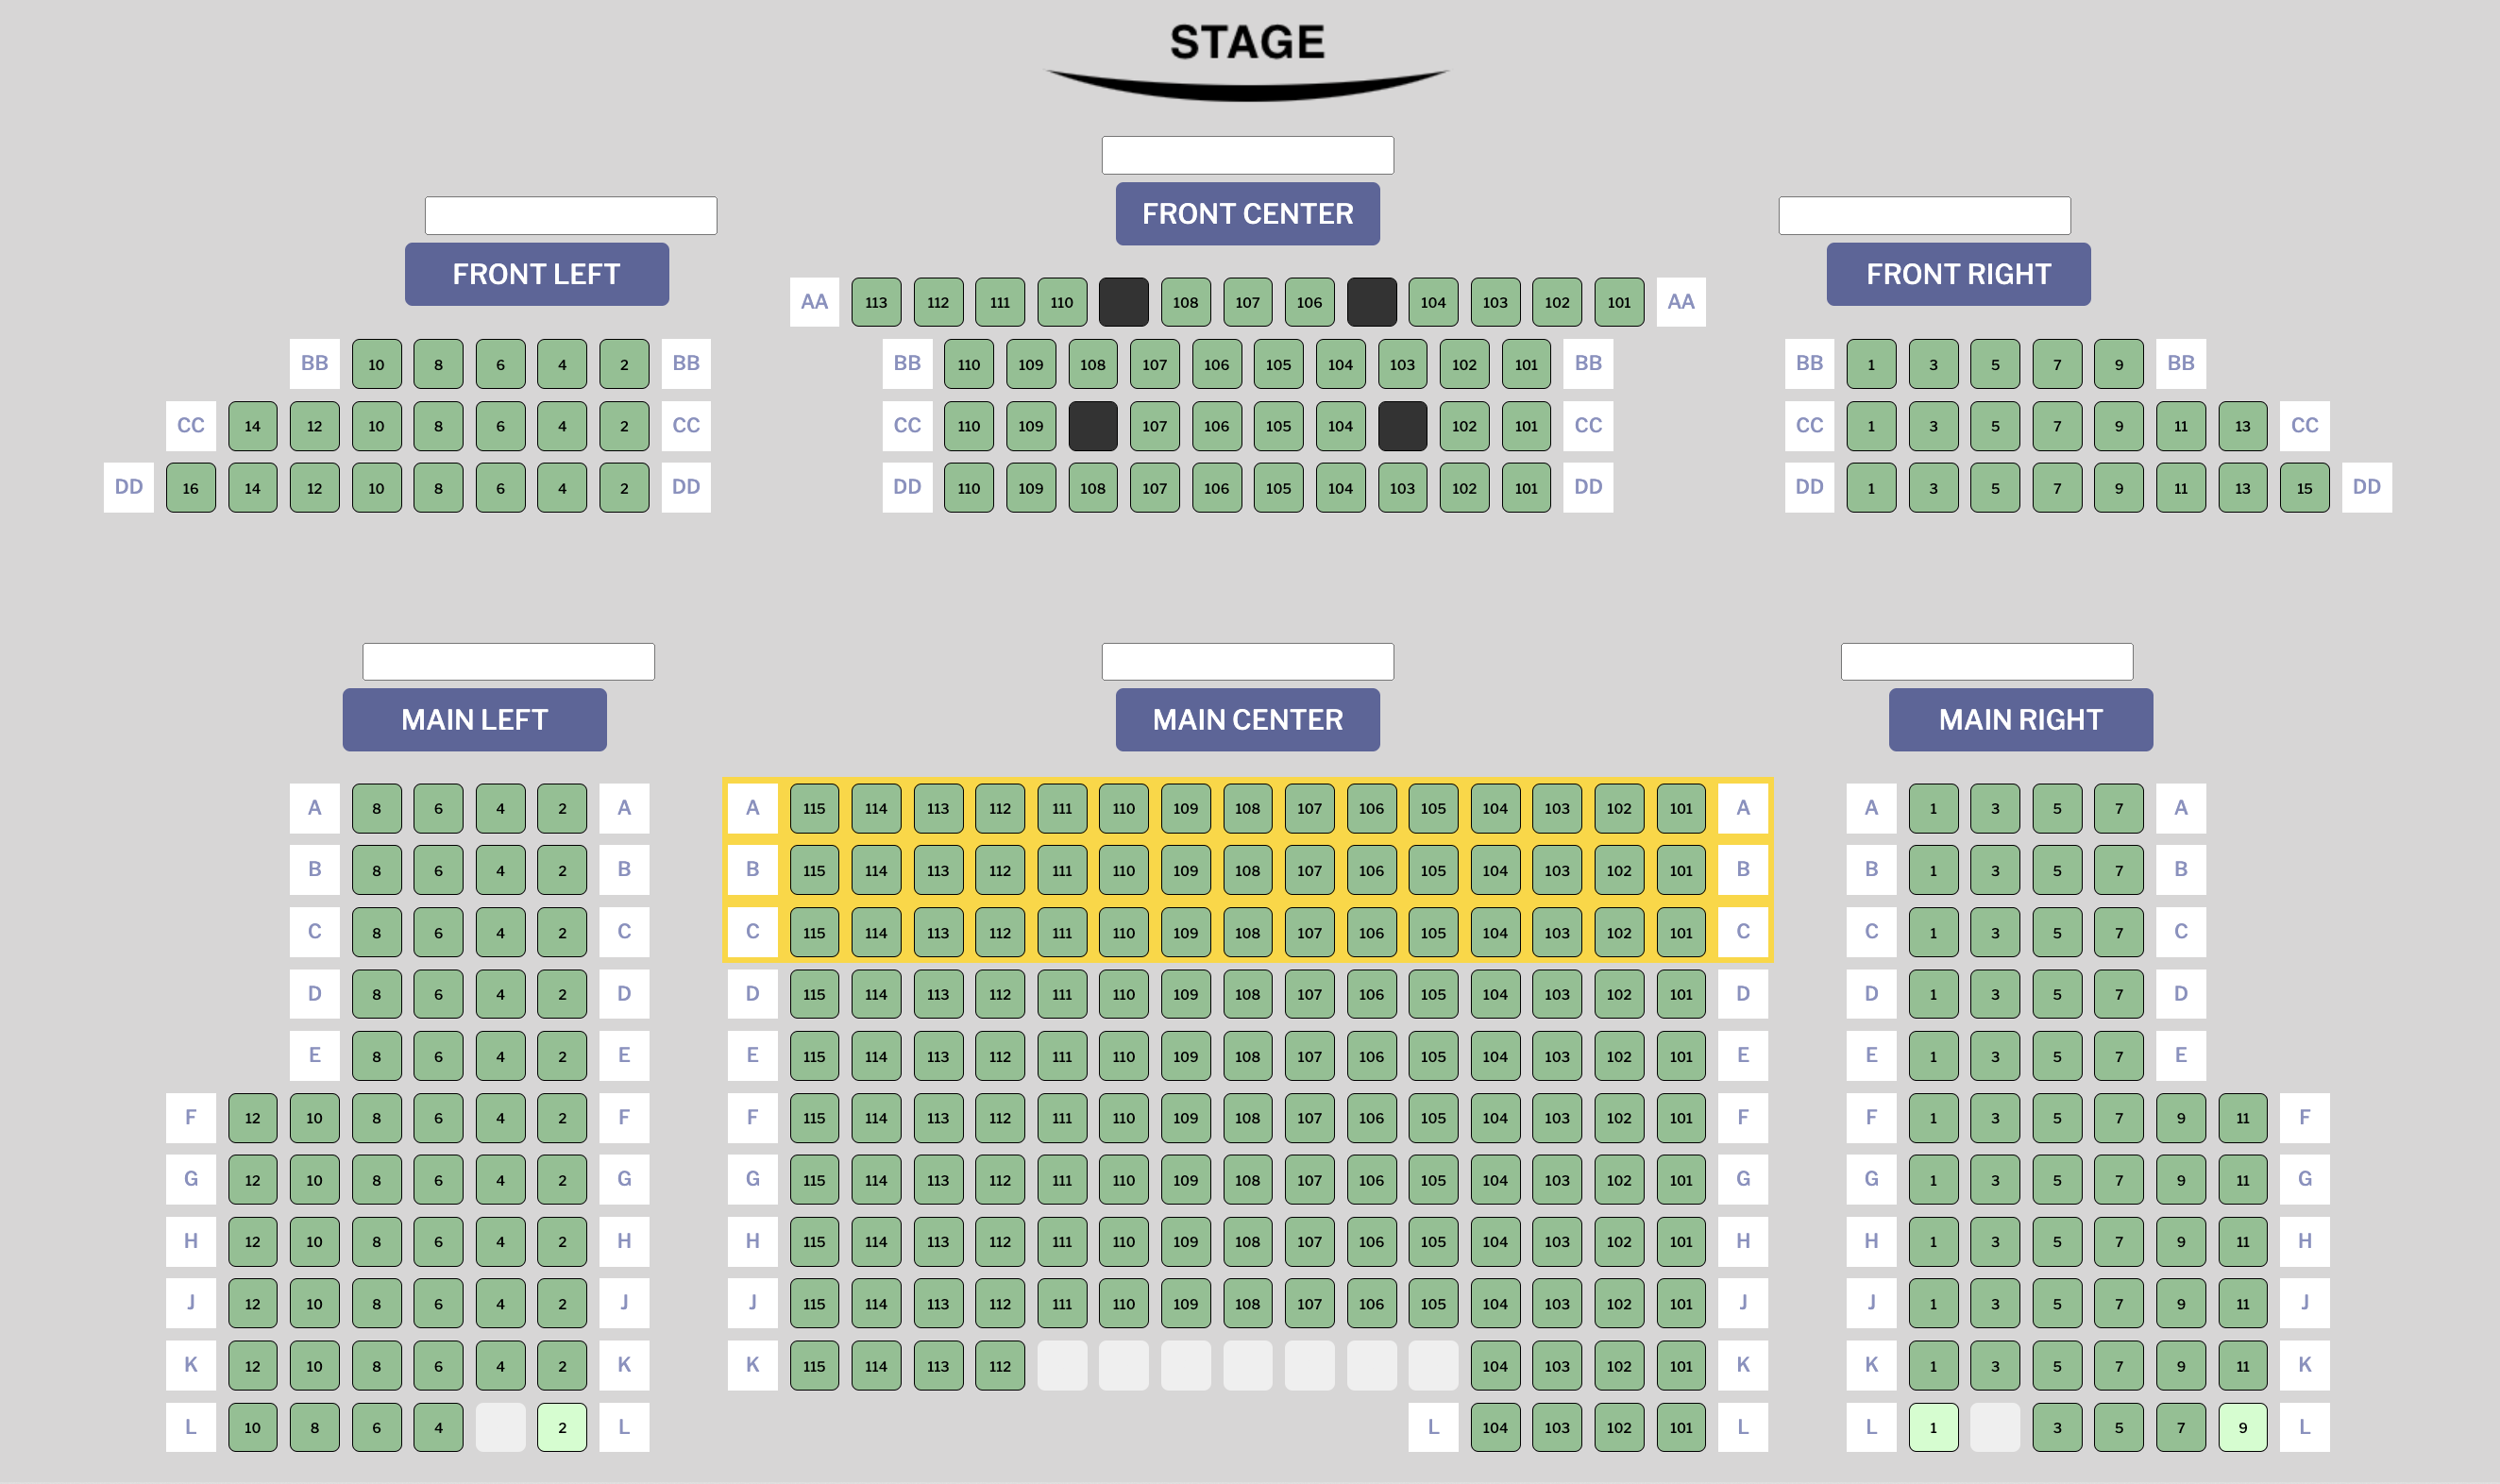 STAGE
FRONT CENTER
FRONT LEFT
FRONT RIGHT
AA 113 112 111 110 108 107 106 104 103 102 101 AA
BB 10 8 6 4 2 BB
BB 110 109 108 107 106 105 104 103 102 101 BB
BB 1 3 5 7 9 BB
CC 14 12 10 8 6 4 2 CC
CC 110 109 107 106 105 104 102 101 CC
CC 1 3 5 7 9 11 13 CC
DD 16 14 12 10 8 6 4 2 DD
DD 110 109 108 107 106 105 104 103 102 101 DD
DD 1 3 5 7 9 11 13 15 DD
MAIN LEFT
MAIN CENTER
MAIN RIGHT
A 8 6 4 2 A
A 115 114 113 112 111 110 109 108 107 106 105 104 103 102 101 A
A 1 3 5 7 A
B 8 6 4 2 B
B 115 114 113 112 111 110 109 108 107 106 105 104 103 102 101 B
B 1 3 5 7 B
C 8 6 4 2 C
C 115 114 113 112 111 110 109 108 107 106 105 104 103 102 101 C
C 1 3 5 7 C
D 8 6 4 2 D
D 115 114 113 112 111 110 109 108 107 106 105 104 103 102 101 D
D 1 3 5 7 D
E 8 6 4 2 E
E 115 114 113 112 111 110 109 108 107 106 105 104 103 102 101 E
E 1 3 5 7 E
F 12 10 8 6 4 2 F
F 115 114 113 112 111 110 109 108 107 106 105 104 103 102 101 F
F 1 3 5 7 9 11 F
G 12 10 8 6 4 2 G
G 115 114 113 112 111 110 109 108 107 106 105 104 103 102 101 G
G 1 3 5 7 9 11 G
H 12 10 8 6 4 2 H
H 115 114 113 112 111 110 109 108 107 106 105 104 103 102 101 H
H 1 3 5 7 9 11 H
J 12 10 8 6 4 2 J
J 115 114 113 112 111 110 109 108 107 106 105 104 103 102 101 J
J 1 3 5 7 9 11 J
K 12 10 8 6 4 2 K
K 115 114 113 112 104 103 102 101 K
K 1 3 5 7 9 11 K
L 10 8 6 4 2 L
L 104 103 102 101 L
L 1 3 5 7 9 L